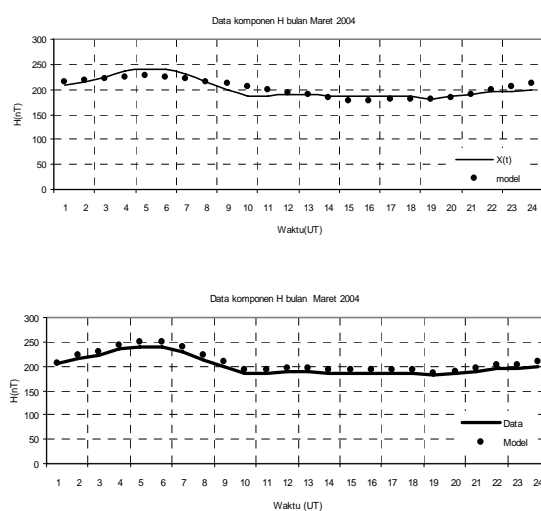 Data komponen H bulan Maret 2004
300
250
200
150
100
50
0
H(nT)
X(t)
model
1 2 3 4 5 6 7 8 9 10 11 12 13 14 15 16 17 18 19 20 21 22 23 24
Waktu(UT)
Data komponen H bulan Maret 2004
300
250
200
150
100
50
0
H(nT)
Data
Model
1 2 3 4 5 6 7 8 9 10 11 12 13 14 15 16 17 18 19 20 21 22 23 24
Waktu (UT)